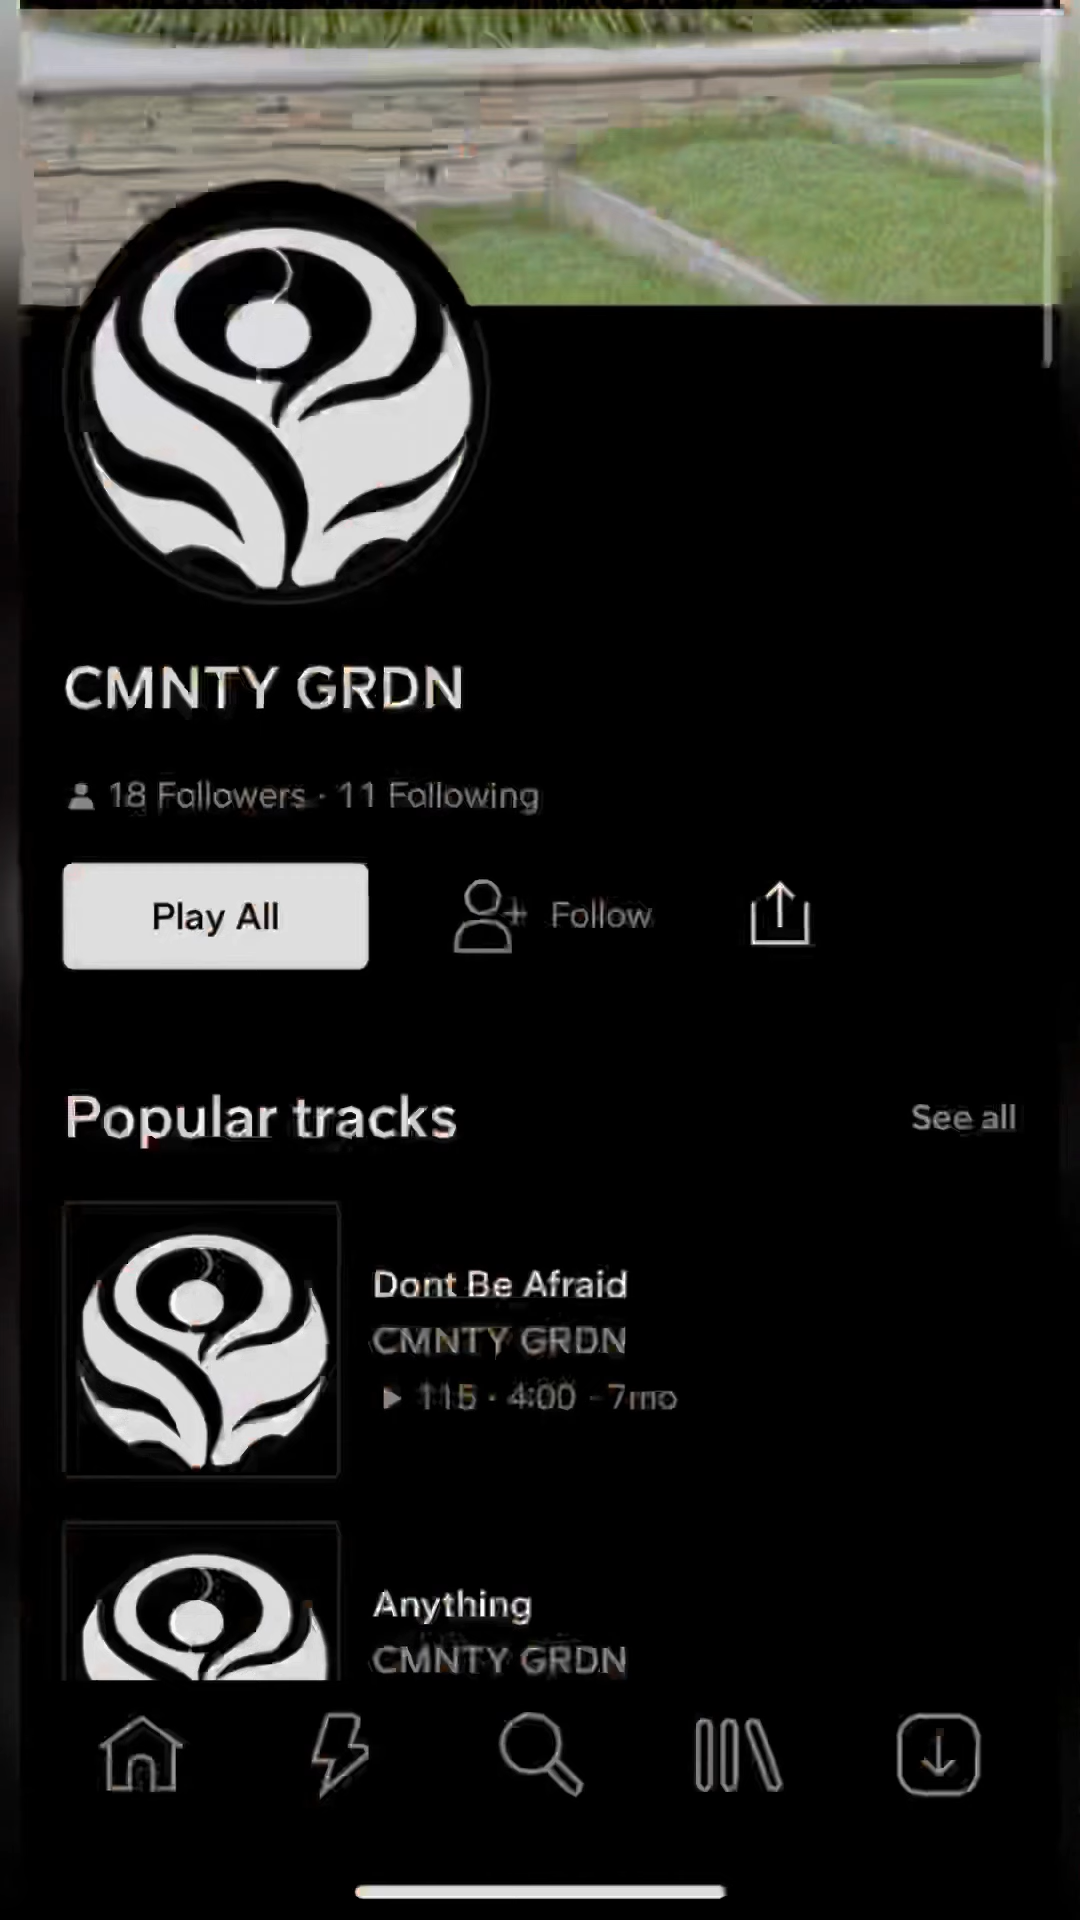 CMNTY GRDN
18 Followers · 11 Following
Play All
Follow
Popular tracks
See all
Dont Be Afraid
CMNTY GRDN
115 · 4:00 · 7mo
Anything
CMNTY GRDN